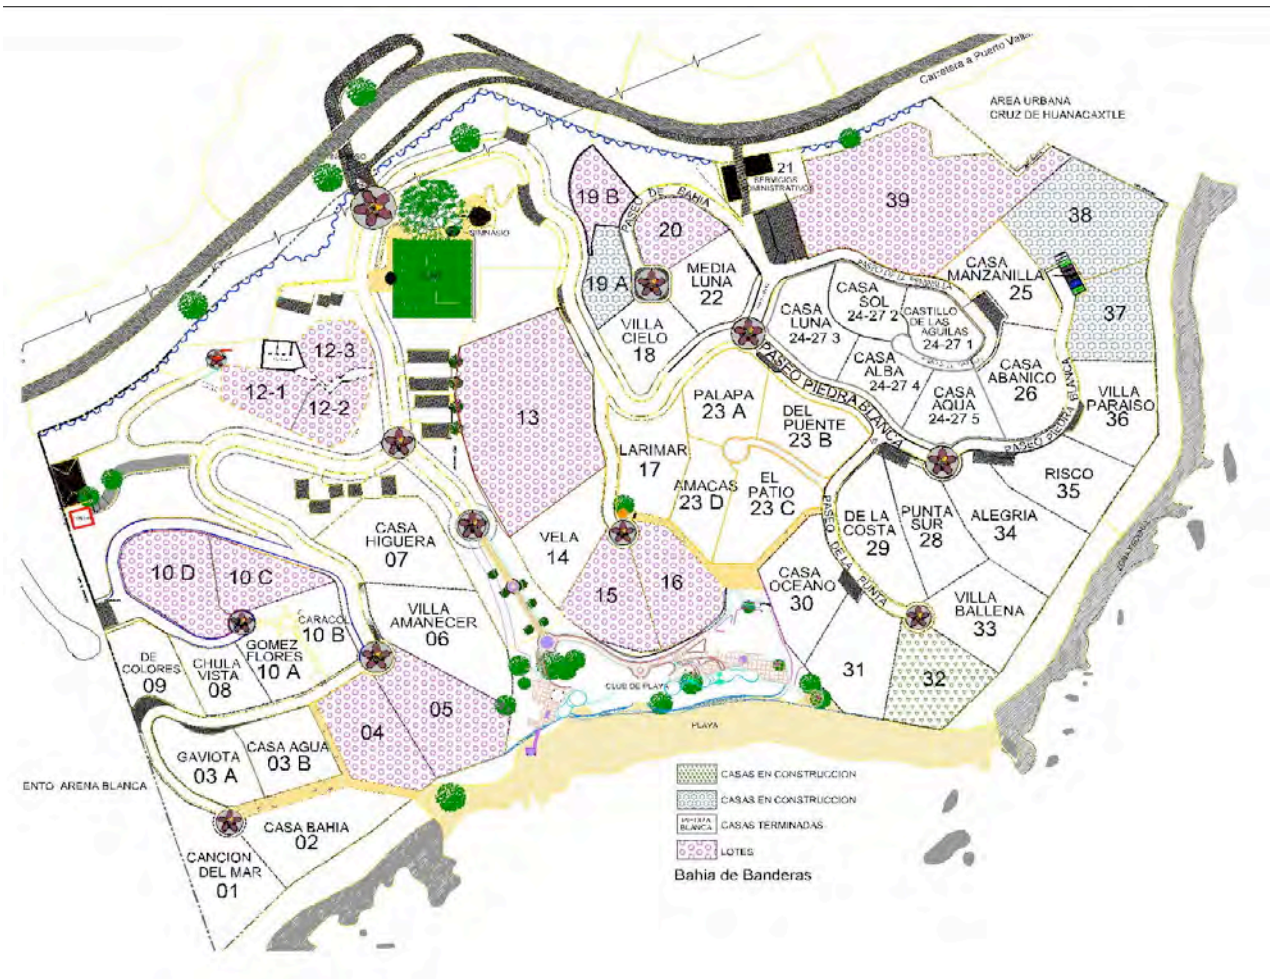 Carretera a Puerto Valla
AREA URBANA
CRUZ DE HUANACAXTLE
21
SERVICIOS
DMINISTRATIVOS
39
38
37
19 B
PASEO DE BAHIA
20
GIMNASIO
19 A
MEDIA
LUNA
22
VILLA
CIELO
18
CASA
MANZANILLA
25
CASA
SOL
24-27 2
CASA
LUNA
24-27 3
CASTILLO
DE LAS
AGUILAS
24-27 1
CASA
ALBA
24-27 4
CASA
AQUA
24-27 5
CASA
ABANICO
26
PASEO PIEDRA BLANCA
PASEO PIEDRA BLANCA
VILLA
PARAISO
36
12-3
12-1
12-2
13
PALAPA
23 A
DEL
PUENTE
23 B
LARIMAR
17
AMACAS
23 D
EL
PATIO
23 C
RISCO
35
DE LA
COSTA
29
PUNTA
SUR
28
ALEGRIA
34
PASEO DE LA PUNTA
CASA
HIGUERA
07
VELA
14
10 D
10 C
15
16
CASA
OCEANO
30
VILLA
BALLENA
33
VILLA
AMANECER
06
CARACOL
10 B
GOMEZ
FLORES
10 A
DE
COLORES
09
CHULA
VISTA
08
31
32
04
05
CLUB DE PLAYA
PLAYA
GAVIOTA
03 A
CASA AGUA
03 B
ENTO ARENA BLANCA
CASA BAHIA
02
CANCION
DEL MAR
01
CASAS EN CONSTRUCCION
CASAS EN CONSTRUCCION
PIEDRA
BLANCA
CASAS TERMINADAS
LOTES
Bahia de Banderas